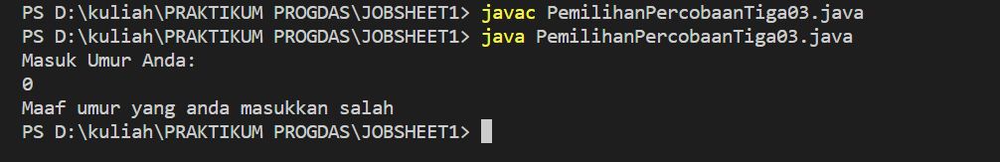 PS D:\kuliah\PRAKTIKUM PROGDAS\JOBSHEET1> javac PemilihanPercobaanTiga03.java
PS D:\kuliah\PRAKTIKUM PROGDAS\JOBSHEET1> java PemilihanPercobaanTiga03.java
Masuk Umur Anda:
0
Maaf umur yang anda masukkan salah
PS D:\kuliah\PRAKTIKUM PROGDAS\JOBSHEET1>